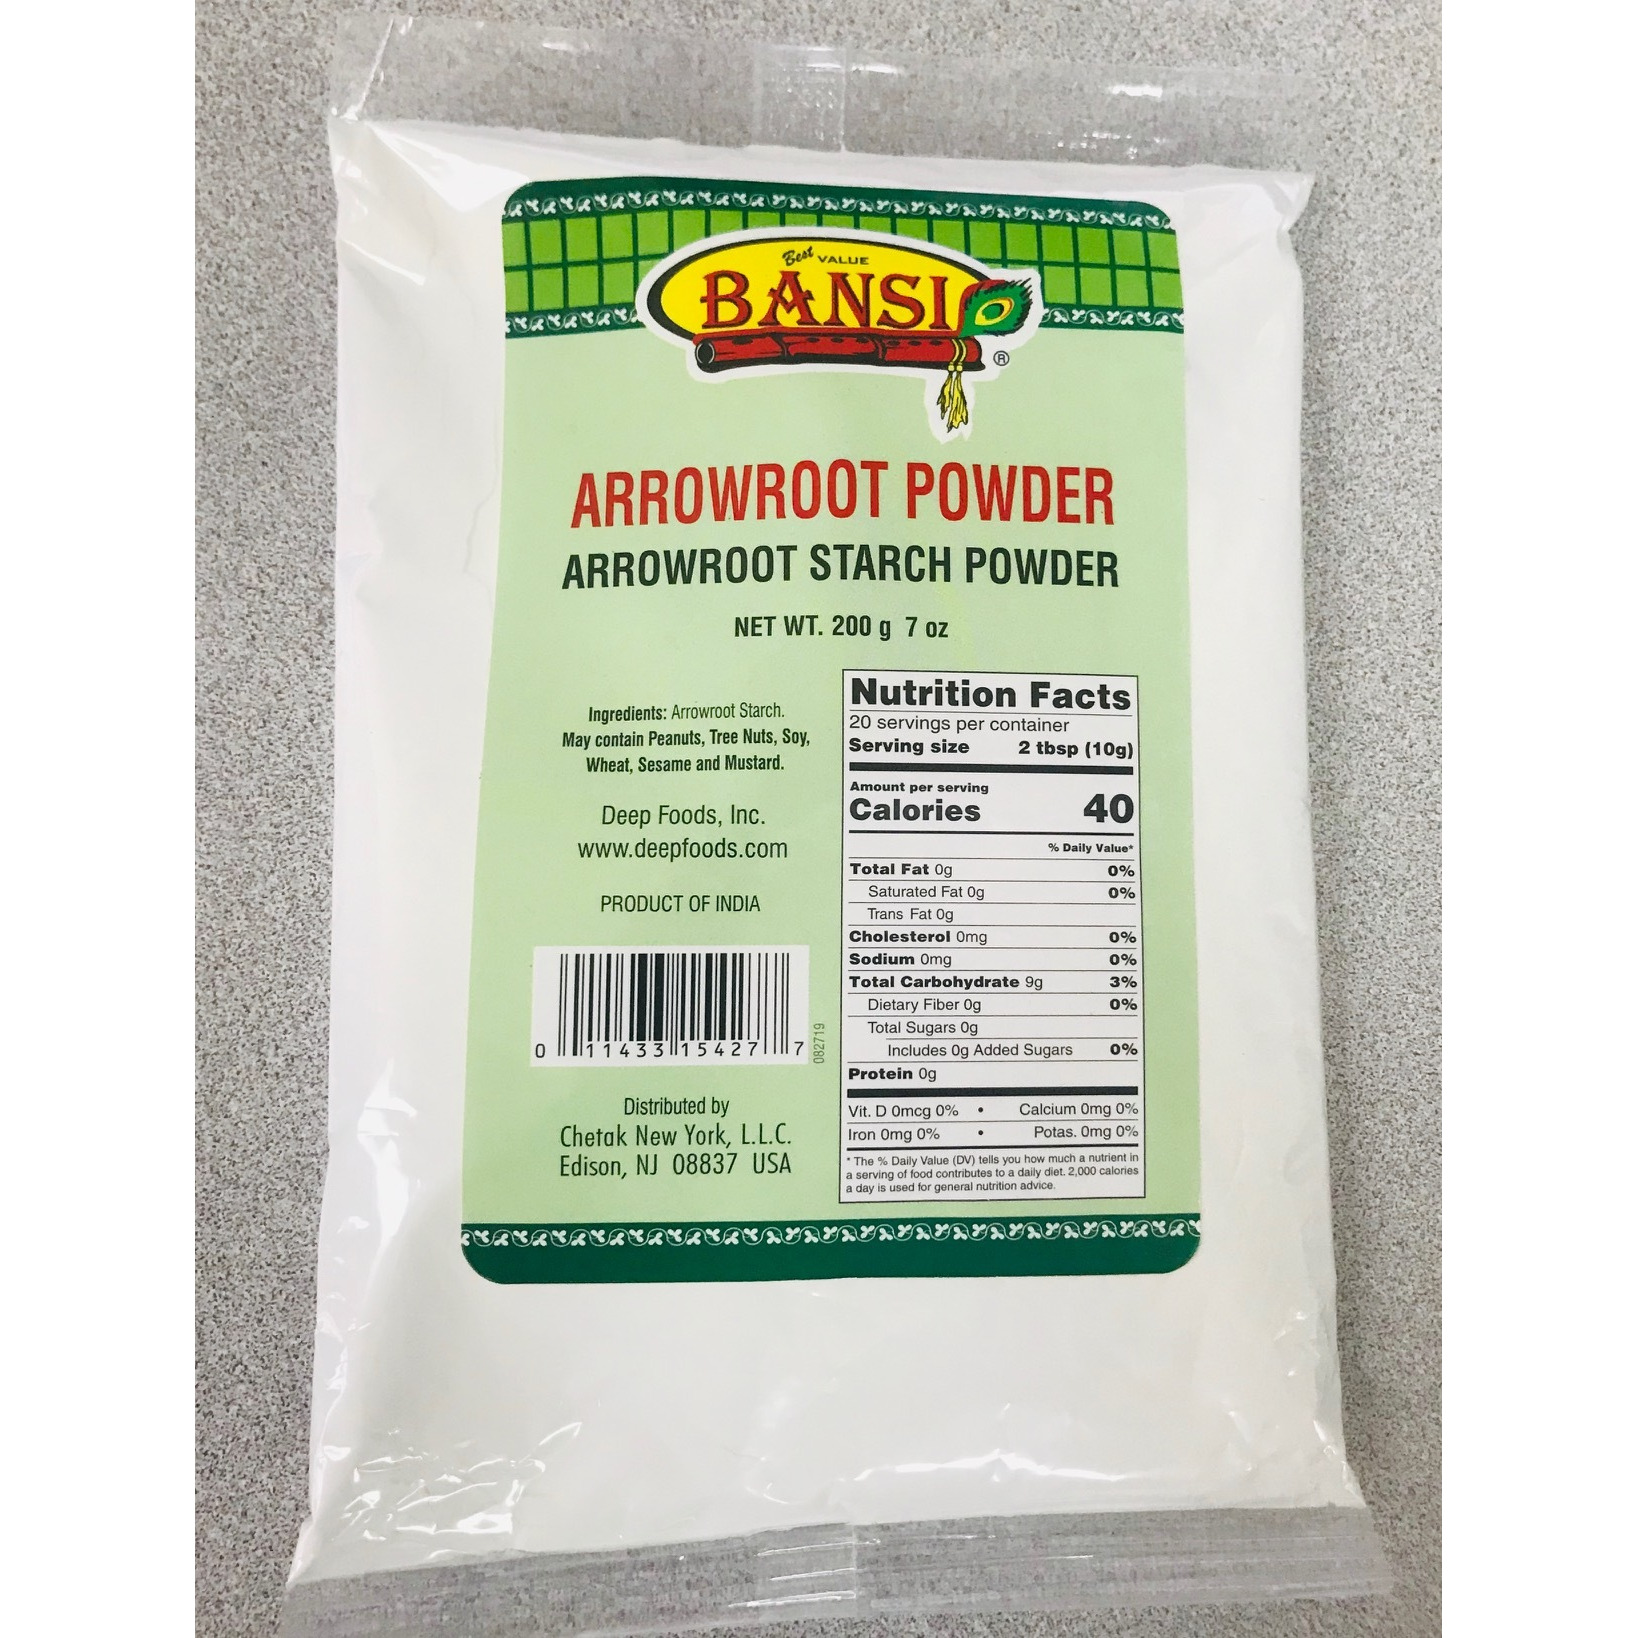 Best VALUE
BANSI
®
ARROWROOT POWDER
ARROWROOT STARCH POWDER
NET WT. 200 g 7 oz
Ingredients: Arrowroot Starch.
May contain Peanuts, Tree Nuts, Soy,
Wheat, Sesame and Mustard.
Deep Foods, Inc.
www.deepfoods.com
PRODUCT OF INDIA
0 11433 15427 7
082719
Distributed by
Chetak New York, L.L.C.
Edison, NJ 08837 USA
Nutrition Facts
20 servings per container
Serving size 2 tbsp (10g)
Amount per serving
Calories 40
% Daily Value*
Total Fat 0g 0%
Saturated Fat 0g 0%
Trans Fat 0g
Cholesterol 0mg 0%
Sodium 0mg 0%
Total Carbohydrate 9g 3%
Dietary Fiber 0g 0%
Total Sugars 0g
Includes 0g Added Sugars 0%
Protein 0g
Vit. D 0mcg 0% • Calcium 0mg 0%
Iron 0mg 0% • Potas. 0mg 0%
* The % Daily Value (DV) tells you how much a nutrient in
a serving of food contributes to a daily diet. 2,000 calories
a day is used for general nutrition advice.